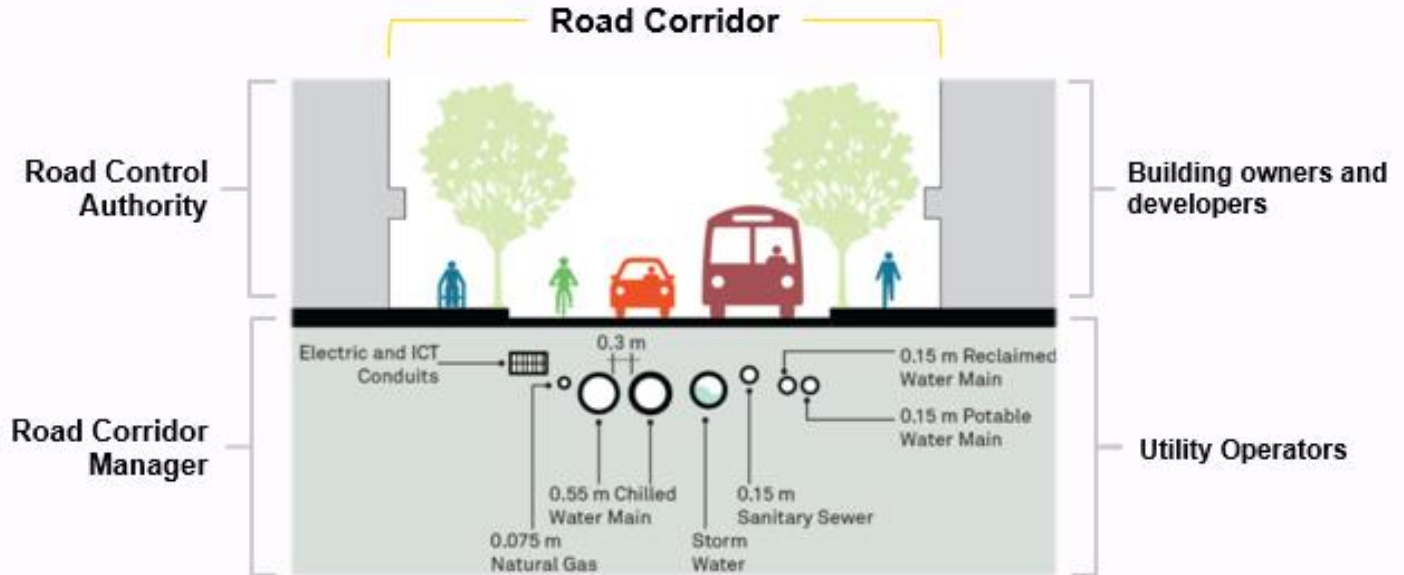 Road Corridor
Road Control
Authority
Building owners and
developers
Electric and ICT
Conduits
0.3 m
0.15 m Reclaimed
Water Main
0.15 m Potable
Water Main
Road Corridor
Manager
Utility Operators
0.55 m Chilled
Water Main
0.15 m
Sanitary Sewer
0.075 m
Natural Gas
Storm
Water